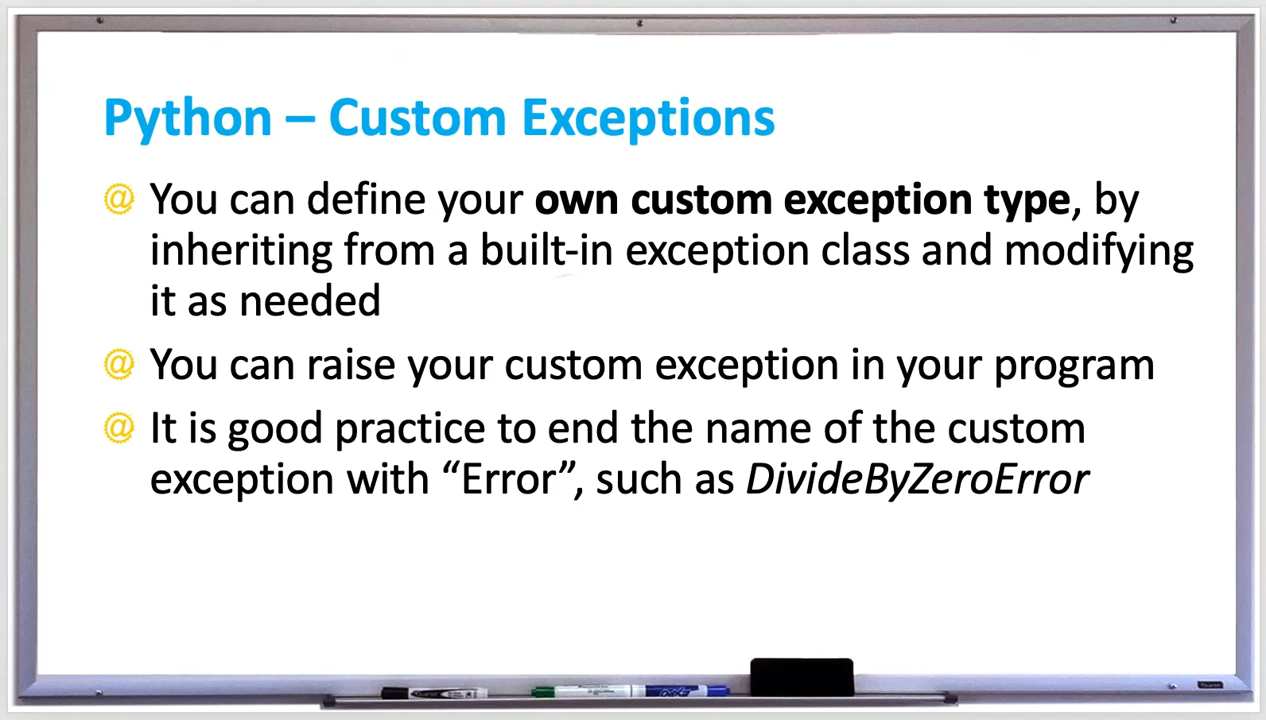 Python – Custom Exceptions
@ You can define your own custom exception type, by
inheriting from a built-in exception class and modifying
it as needed
@ You can raise your custom exception in your program
@ It is good practice to end the name of the custom
exception with “Error”, such as DivideByZeroError